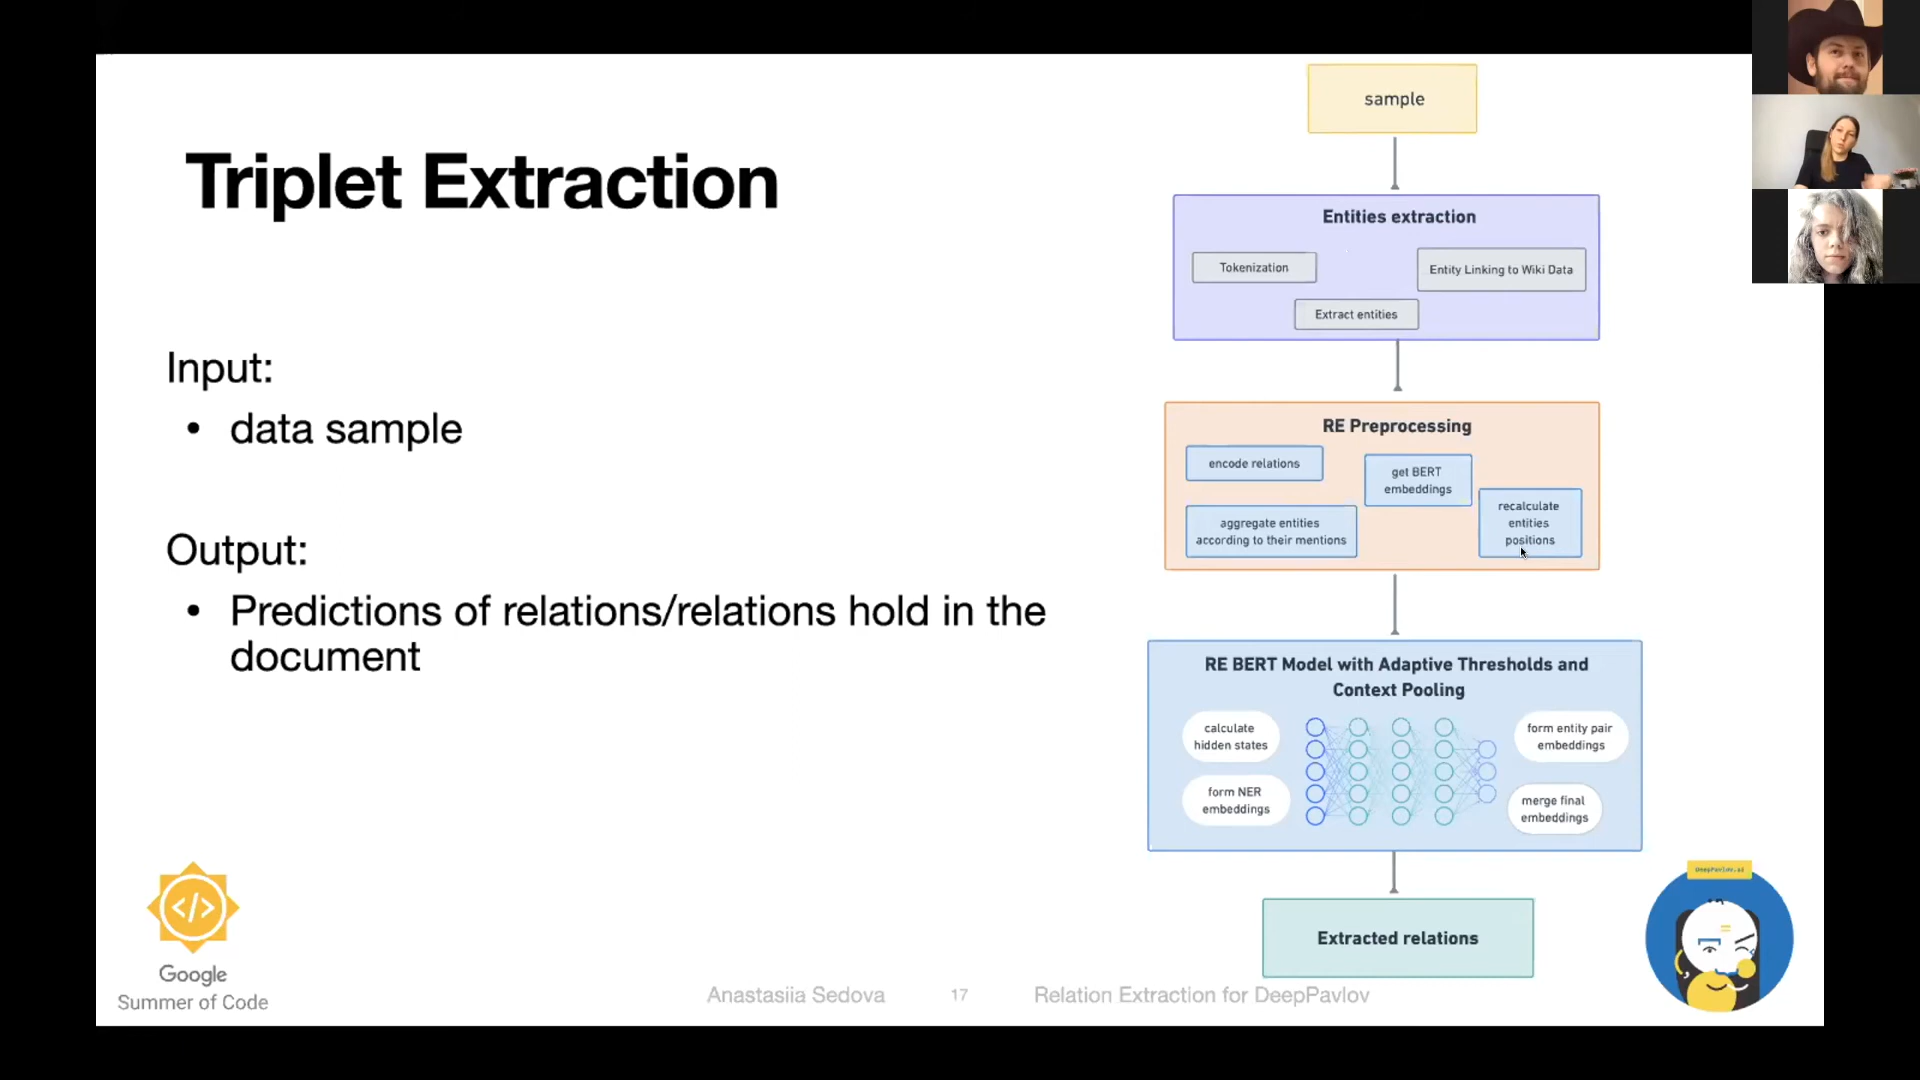 Triplet Extraction
Input:
• data sample
Output:
• Predictions of relations/relations hold in the
document
sample
Entities extraction
Tokenization
Entity Linking to Wiki Data
Extract entities
RE Preprocessing
encode relations
get BERT
embeddings
recalculate
entities
positions
aggregate entities
according to their mentions
RE BERT Model with Adaptive Thresholds and
Context Pooling
calculate
hidden states
form entity pair
embeddings
form NER
embeddings
merge final
embeddings
Extracted relations
</>
Google
Summer of Code
Anastasiia Sedova
17
Relation Extraction for DeepPavlov
DeepPavlov.ai